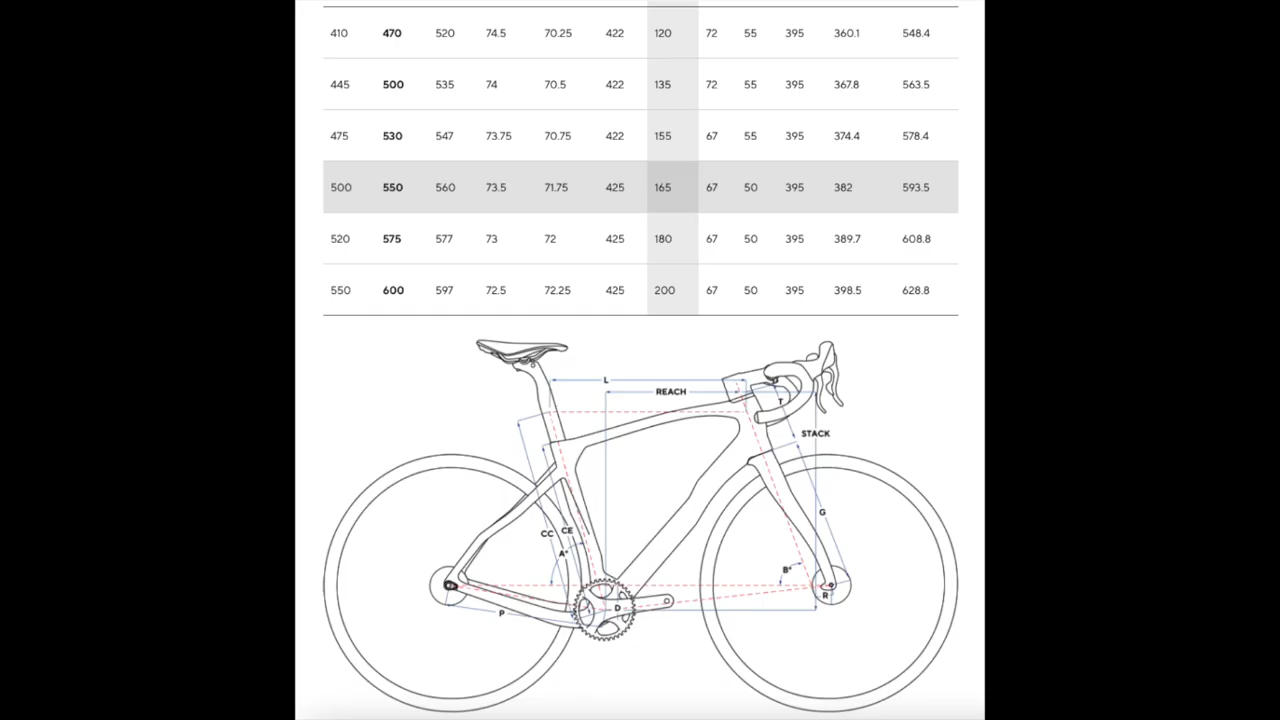 410 470 520 74.5 70.25 422 120 72 55 395 360.1 548.4
445 500 535 74 70.5 422 135 72 55 395 367.8 563.5
475 530 547 73.75 70.75 422 155 67 55 395 374.4 578.4
500 550 560 73.5 71.75 425 165 67 50 395 382 593.5
520 575 577 73 72 425 180 67 50 395 389.7 608.8
550 600 597 72.5 72.25 425 200 67 50 395 398.5 628.8
L
REACH
T
STACK
G
CC CE
A°
B°
R
D
P